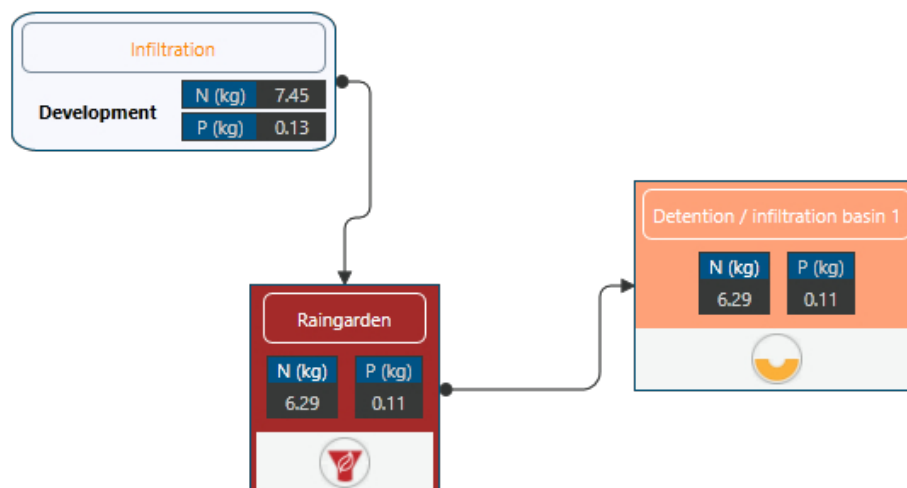 Infiltration
Development
N (kg) 7.45
P (kg) 0.13
Detention / infiltration basin 1
N (kg) P (kg)
6.29 0.11
Raingarden
N (kg) P (kg)
6.29 0.11